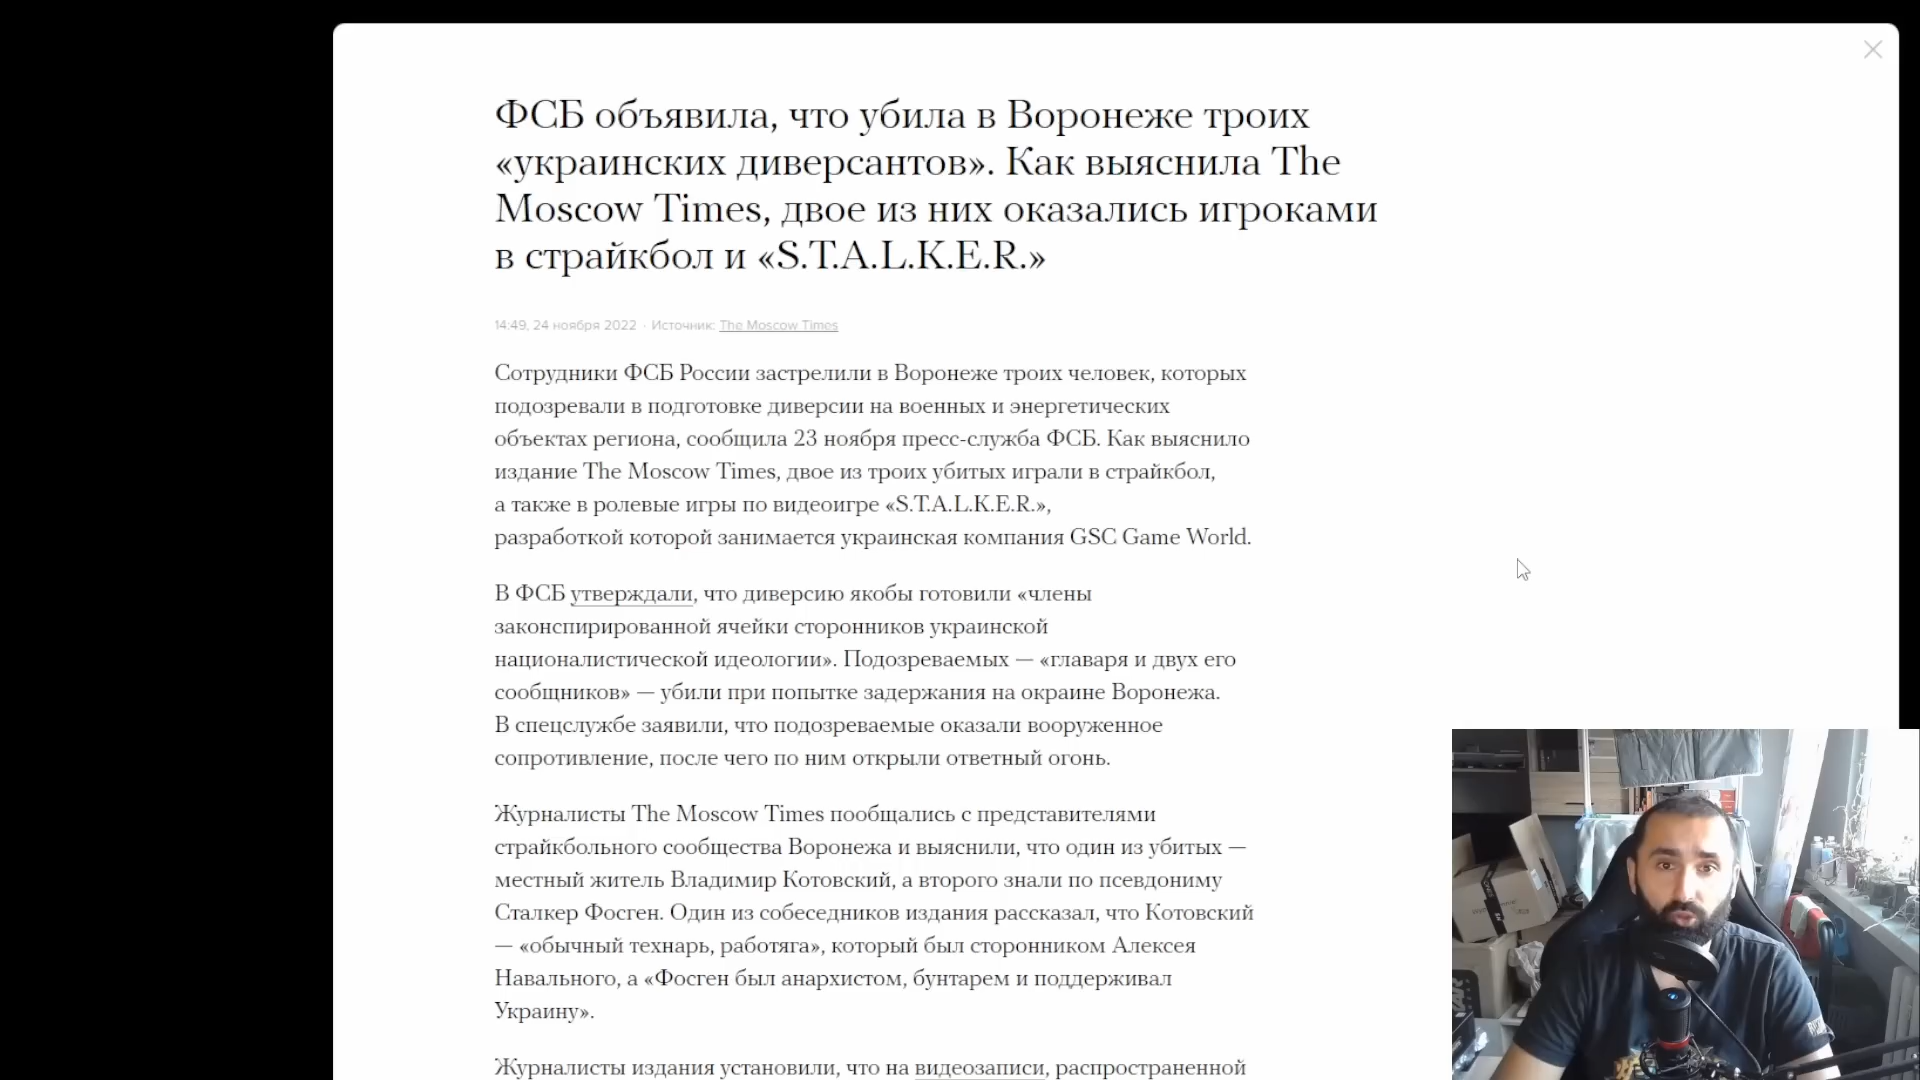 ФСБ объявила, что убила в Воронеже троих
«украинских диверсантов». Как выяснила The
Moscow Times, двое из них оказались игроками
в страйкбол и «S.T.A.L.K.E.R.»
14:49, 24 ноября 2022 · Источник: The Moscow Times
Сотрудники ФСБ России застрелили в Воронеже троих человек, которых
подозревали в подготовке диверсии на военных и энергетических
объектах региона, сообщила 23 ноября пресс-служба ФСБ. Как выяснило
издание The Moscow Times, двое из троих убитых играли в страйкбол,
а также в ролевые игры по видеоигре «S.T.A.L.K.E.R.»,
разработкой которой занимается украинская компания GSC Game World.
В ФСБ утверждали, что диверсию якобы готовили «члены
законспирированной ячейки сторонников украинской
националистической идеологии». Подозреваемых — «главаря и двух его
сообщников» — убили при попытке задержания на окраине Воронежа.
В спецслужбе заявили, что подозреваемые оказали вооруженное
сопротивление, после чего по ним открыли ответный огонь.
Журналисты The Moscow Times пообщались с представителями
страйкбольного сообщества Воронежа и выяснили, что один из убитых —
местный житель Владимир Котовский, а второго знали по псевдониму
Сталкер Фосген. Один из собеседников издания рассказал, что Котовский
— «обычный технарь, работяга», который был сторонником Алексея
Навального, а «Фосген был анархистом, бунтарем и поддерживал
Украину».
Журналисты издания установили, что на видеозаписи, распространенной